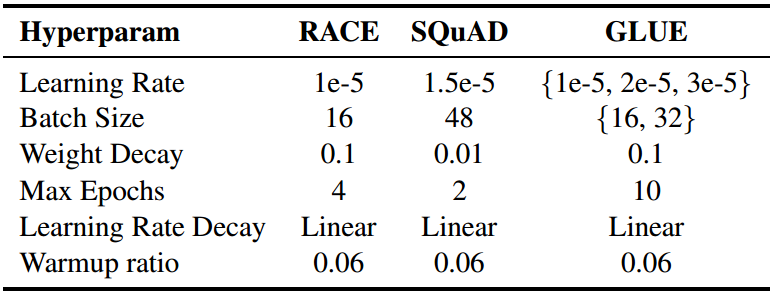 Hyperparam RACE SQuAD GLUE
Learning Rate 1e-5 1.5e-5 {1e-5, 2e-5, 3e-5}
Batch Size 16 48 {16, 32}
Weight Decay 0.1 0.01 0.1
Max Epochs 4 2 10
Learning Rate Decay Linear Linear Linear
Warmup ratio 0.06 0.06 0.06